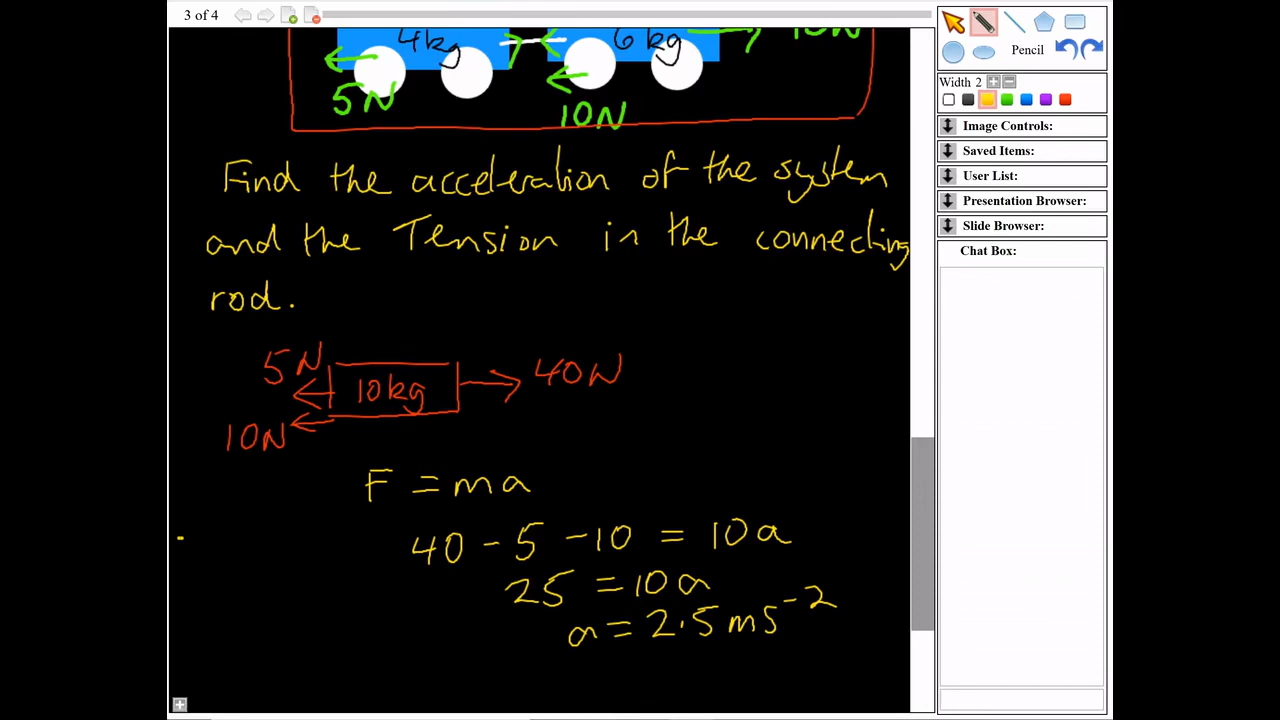 3 of 4
4kg
6 kg
5N
10N
Find the acceleration of the system
and the Tension in the connecting
rod.
5N
10kg
40N
10N
F = ma
40 - 5 - 10 = 10a
25 = 10a
a = 2.5 ms⁻²
Pencil
Width 2
Image Controls:
Saved Items:
User List:
Presentation Browser:
Slide Browser:
Chat Box: